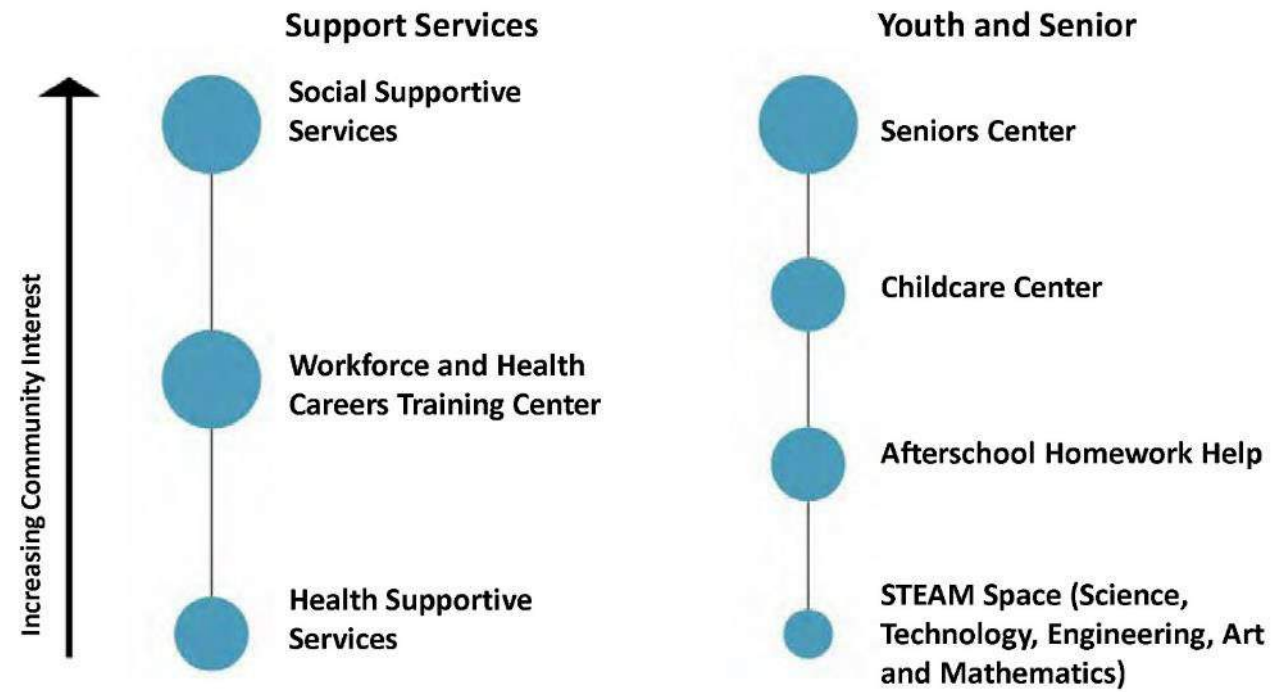 Support Services
Social Supportive
Services
Workforce and Health
Careers Training Center
Health Supportive
Services
Youth and Senior
Seniors Center
Childcare Center
Afterschool Homework Help
STEAM Space (Science,
Technology, Engineering, Art
and Mathematics)
Increasing Community Interest